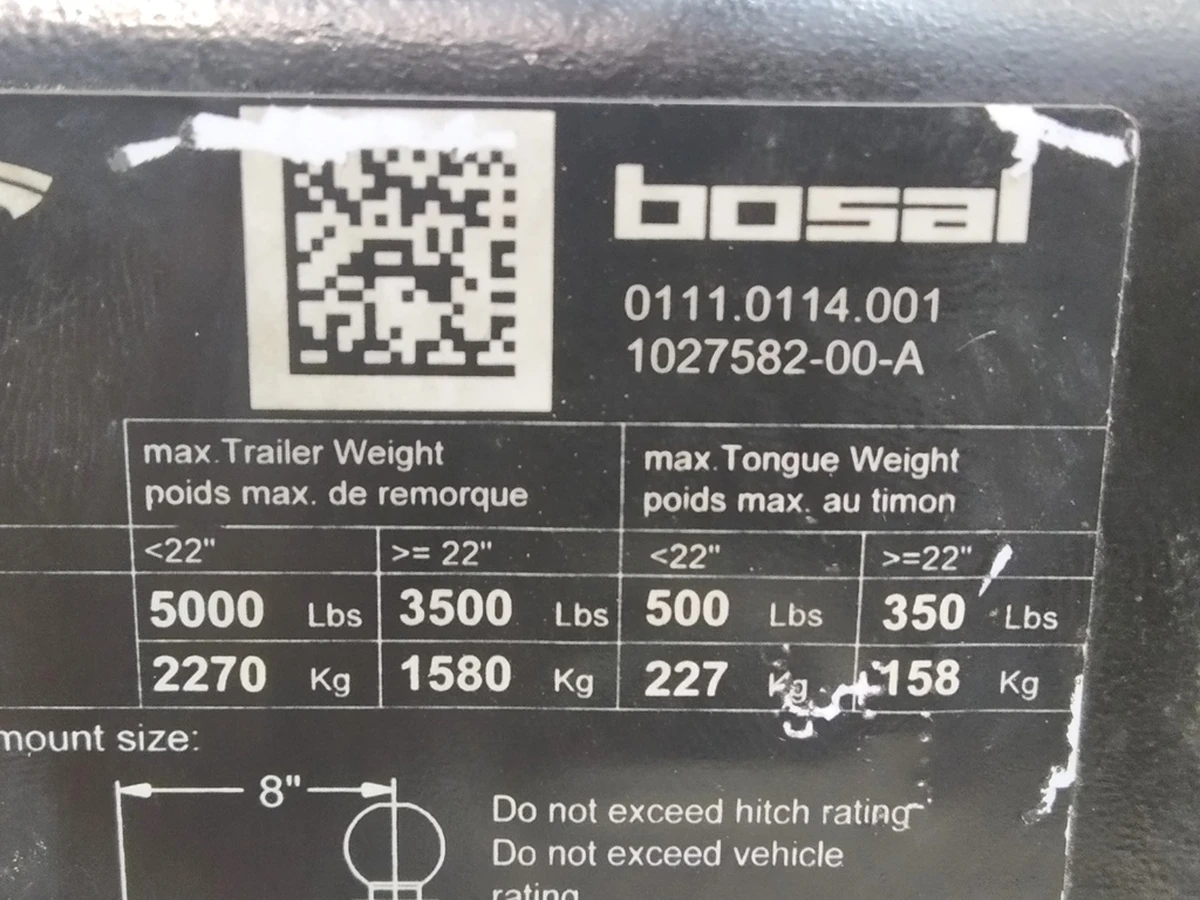 bosal
0111.0114.001
1027582-00-A
max.Trailer Weight
poids max. de remorque
max.Tongue Weight
poids max. au timon
<22" >= 22" <22" >=22"
5000 Lbs 3500 Lbs 500 Lbs 350 Lbs
2270 Kg 1580 Kg 227 Kg 158 Kg
mount size:
8"
Do not exceed hitch rating
Do not exceed vehicle
rating